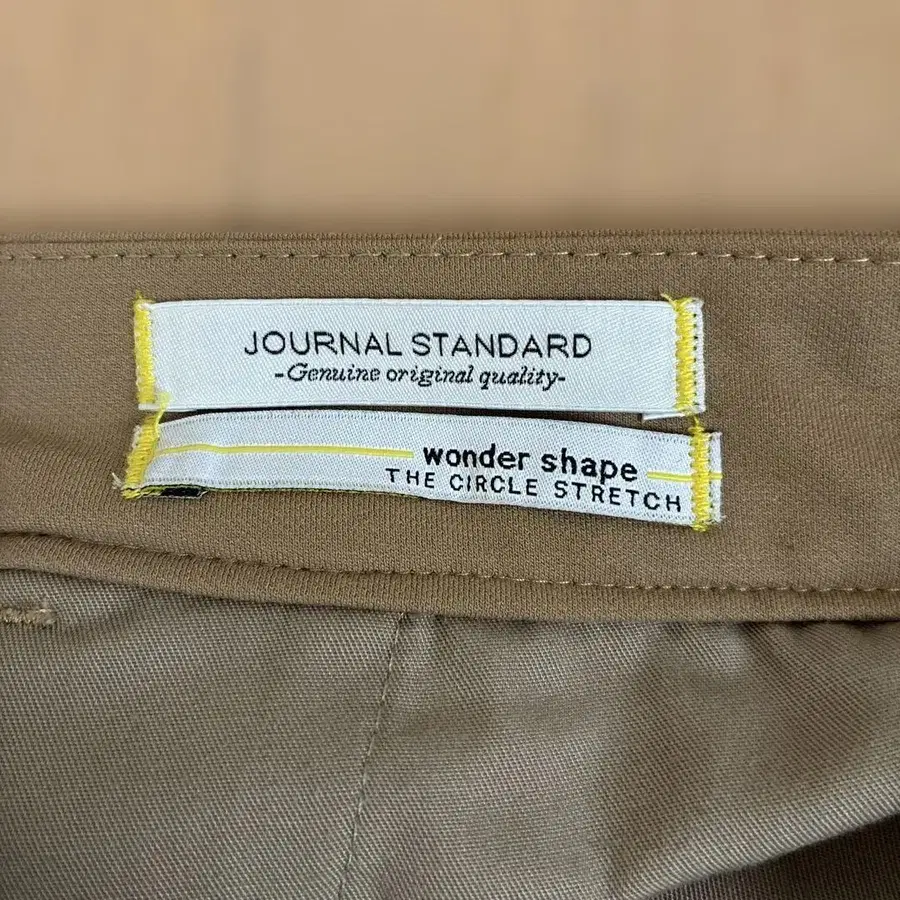 JOURNAL STANDARD
-Genuine original quality-
wonder shape
THE CIRCLE STRETCH